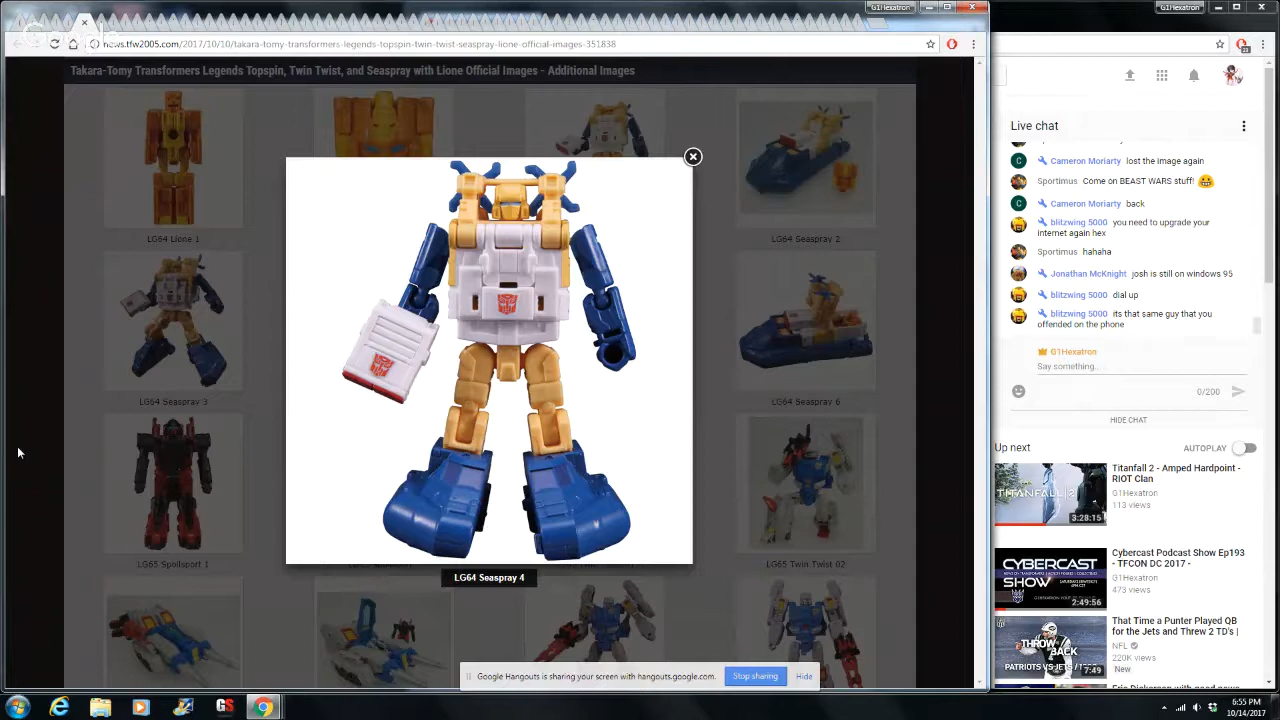 G1Hexatron
G1Hexatron
news.tfw2005.com/2017/10/10/takara-tomy-transformers-legends-topspin-twin-twist-seaspray-lione-official-images-351838
Takara-Tomy Transformers Legends Topspin, Twin Twist, and Seaspray with Lione Official Images - Additional Images
LG64 Lione 1
LG64 Seaspray 2
LG64 Seaspray 3
LG64 Seaspray 6
LG65 Twin Twist 02
LG64 Seaspray 4
Google Hangouts is sharing your screen with hangouts.google.com.
Stop sharing
Hide
Live chat
Cameron Moriarty lost the image again
Sportimus Come on BEAST WARS stuff!
Cameron Moriarty back
blitzwing 5000 you need to upgrade your
internet again hex
Sportimus hahaha
Jonathan McKnight josh is still on windows 95
blitzwing 5000 dial up
blitzwing 5000 its that same guy that you
offended on the phone
G1Hexatron
Say something...
0/200
HIDE CHAT
Up next
AUTOPLAY
TITANFALL 2
3:28:15
Titanfall 2 - Amped Hardpoint -
RIOT Clan
G1Hexatron
113 views
CYBERCAST
SHOW
2:49:56
Cybercast Podcast Show Ep193
- TFCON DC 2017 -
G1Hexatron
473 views
THROW
BACK
PATRIOTS VS JETS
7:49
That Time a Punter Played QB
for the Jets and Threw 2 TD's |
NFL
220K views
New
6:55 PM
10/14/2017